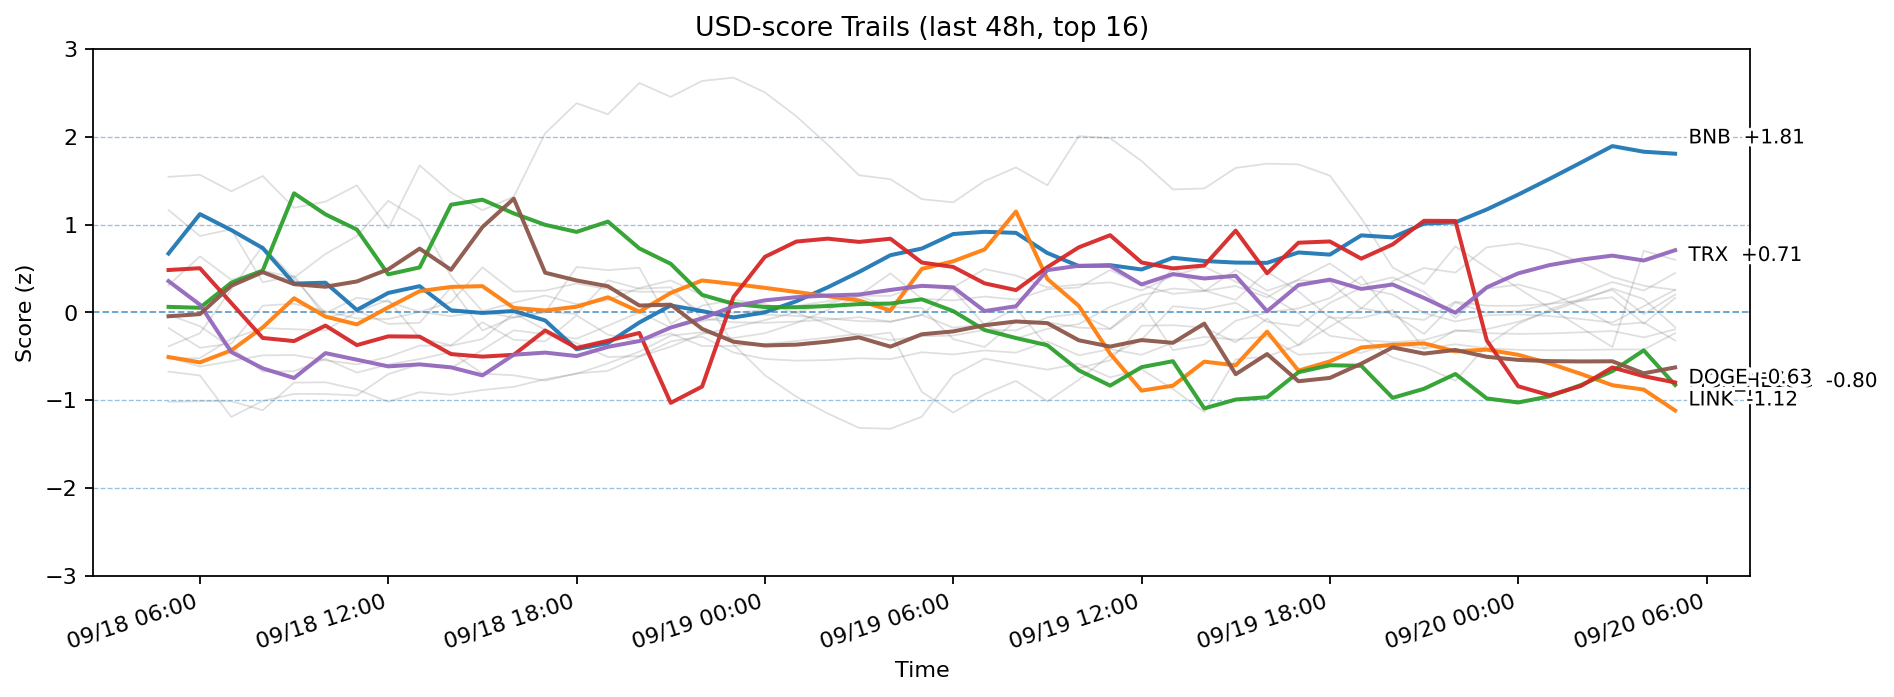 USD-score Trails (last 48h, top 16)
Score (z)
3
2
1
0
−1
−2
−3
BNB +1.81
TRX +0.71
DOGE -0.63
-0.80
LINK -1.12
09/18 06:00
09/18 12:00
09/18 18:00
09/19 00:00
09/19 06:00
09/19 12:00
09/19 18:00
09/20 00:00
09/20 06:00
Time